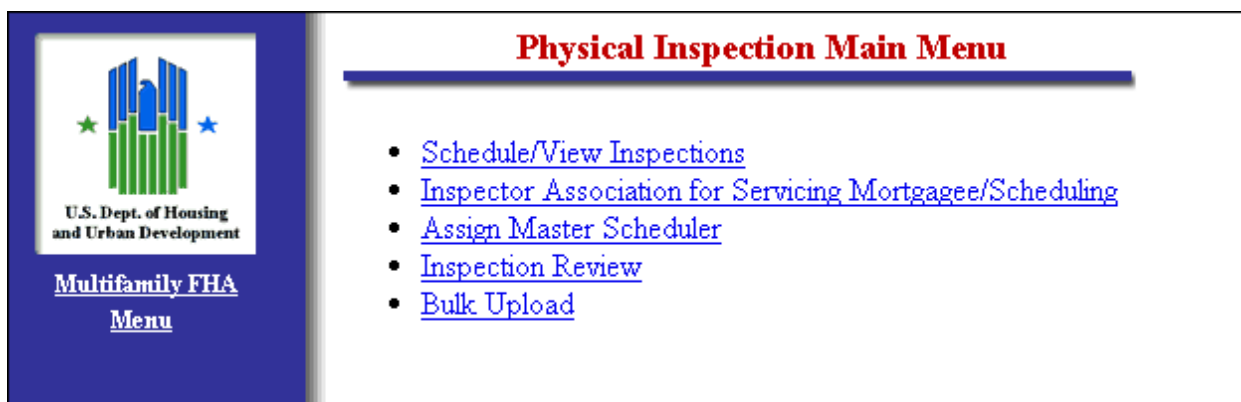 U.S. Dept. of Housing
and Urban Development
Multifamily FHA
Menu
Physical Inspection Main Menu
Schedule/View Inspections
Inspector Association for Servicing Mortgagee/Scheduling
Assign Master Scheduler
Inspection Review
Bulk Upload